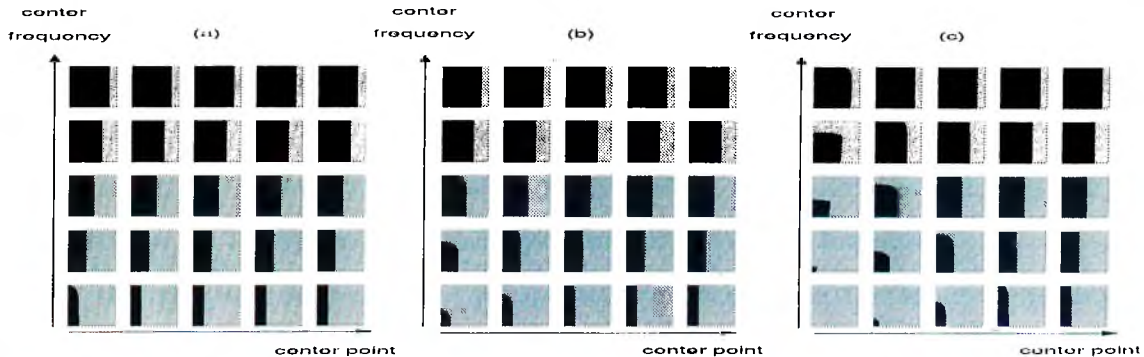 center
frequency
(a)
center point
center
frequency
(b)
center point
center
frequency
(c)
center point